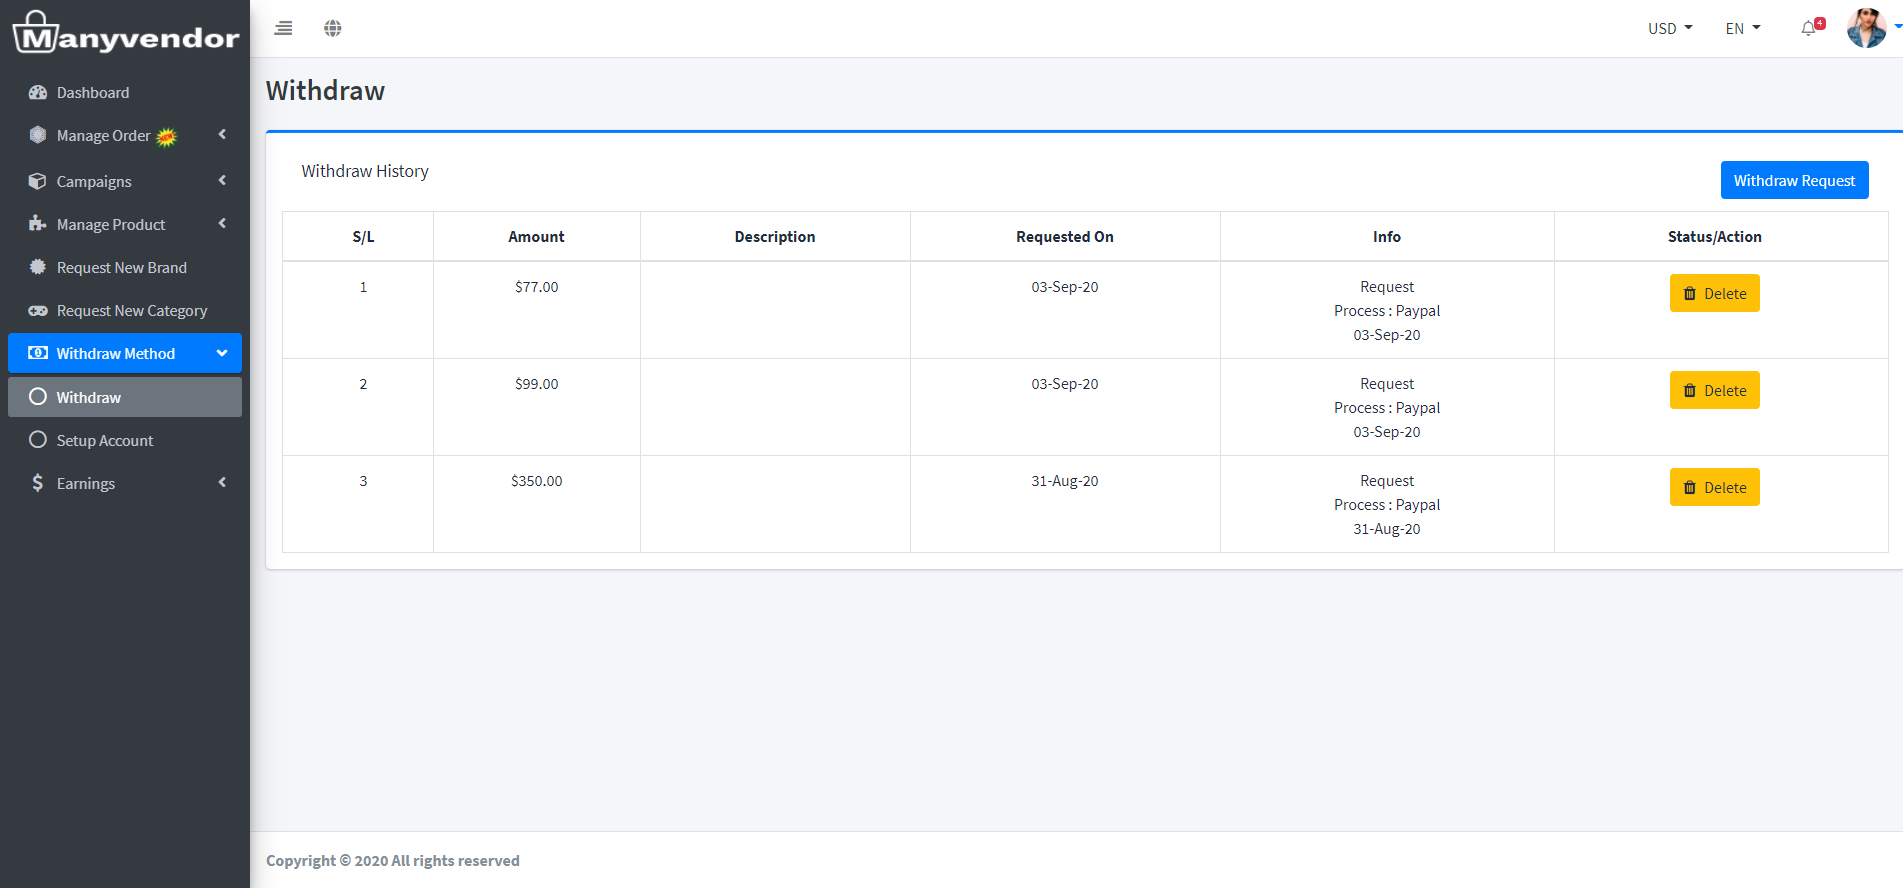 Manyvendor
USD
EN
4
Dashboard
Manage Order NEW
Campaigns
Manage Product
Request New Brand
Request New Category
Withdraw Method
Withdraw
Setup Account
Earnings
Withdraw
Withdraw History
Withdraw Request
S/L Amount Description Requested On Info Status/Action
1 $77.00 03-Sep-20 Request Delete
Process : Paypal
03-Sep-20
2 $99.00 03-Sep-20 Request Delete
Process : Paypal
03-Sep-20
3 $350.00 31-Aug-20 Request Delete
Process : Paypal
31-Aug-20
Copyright © 2020 All rights reserved